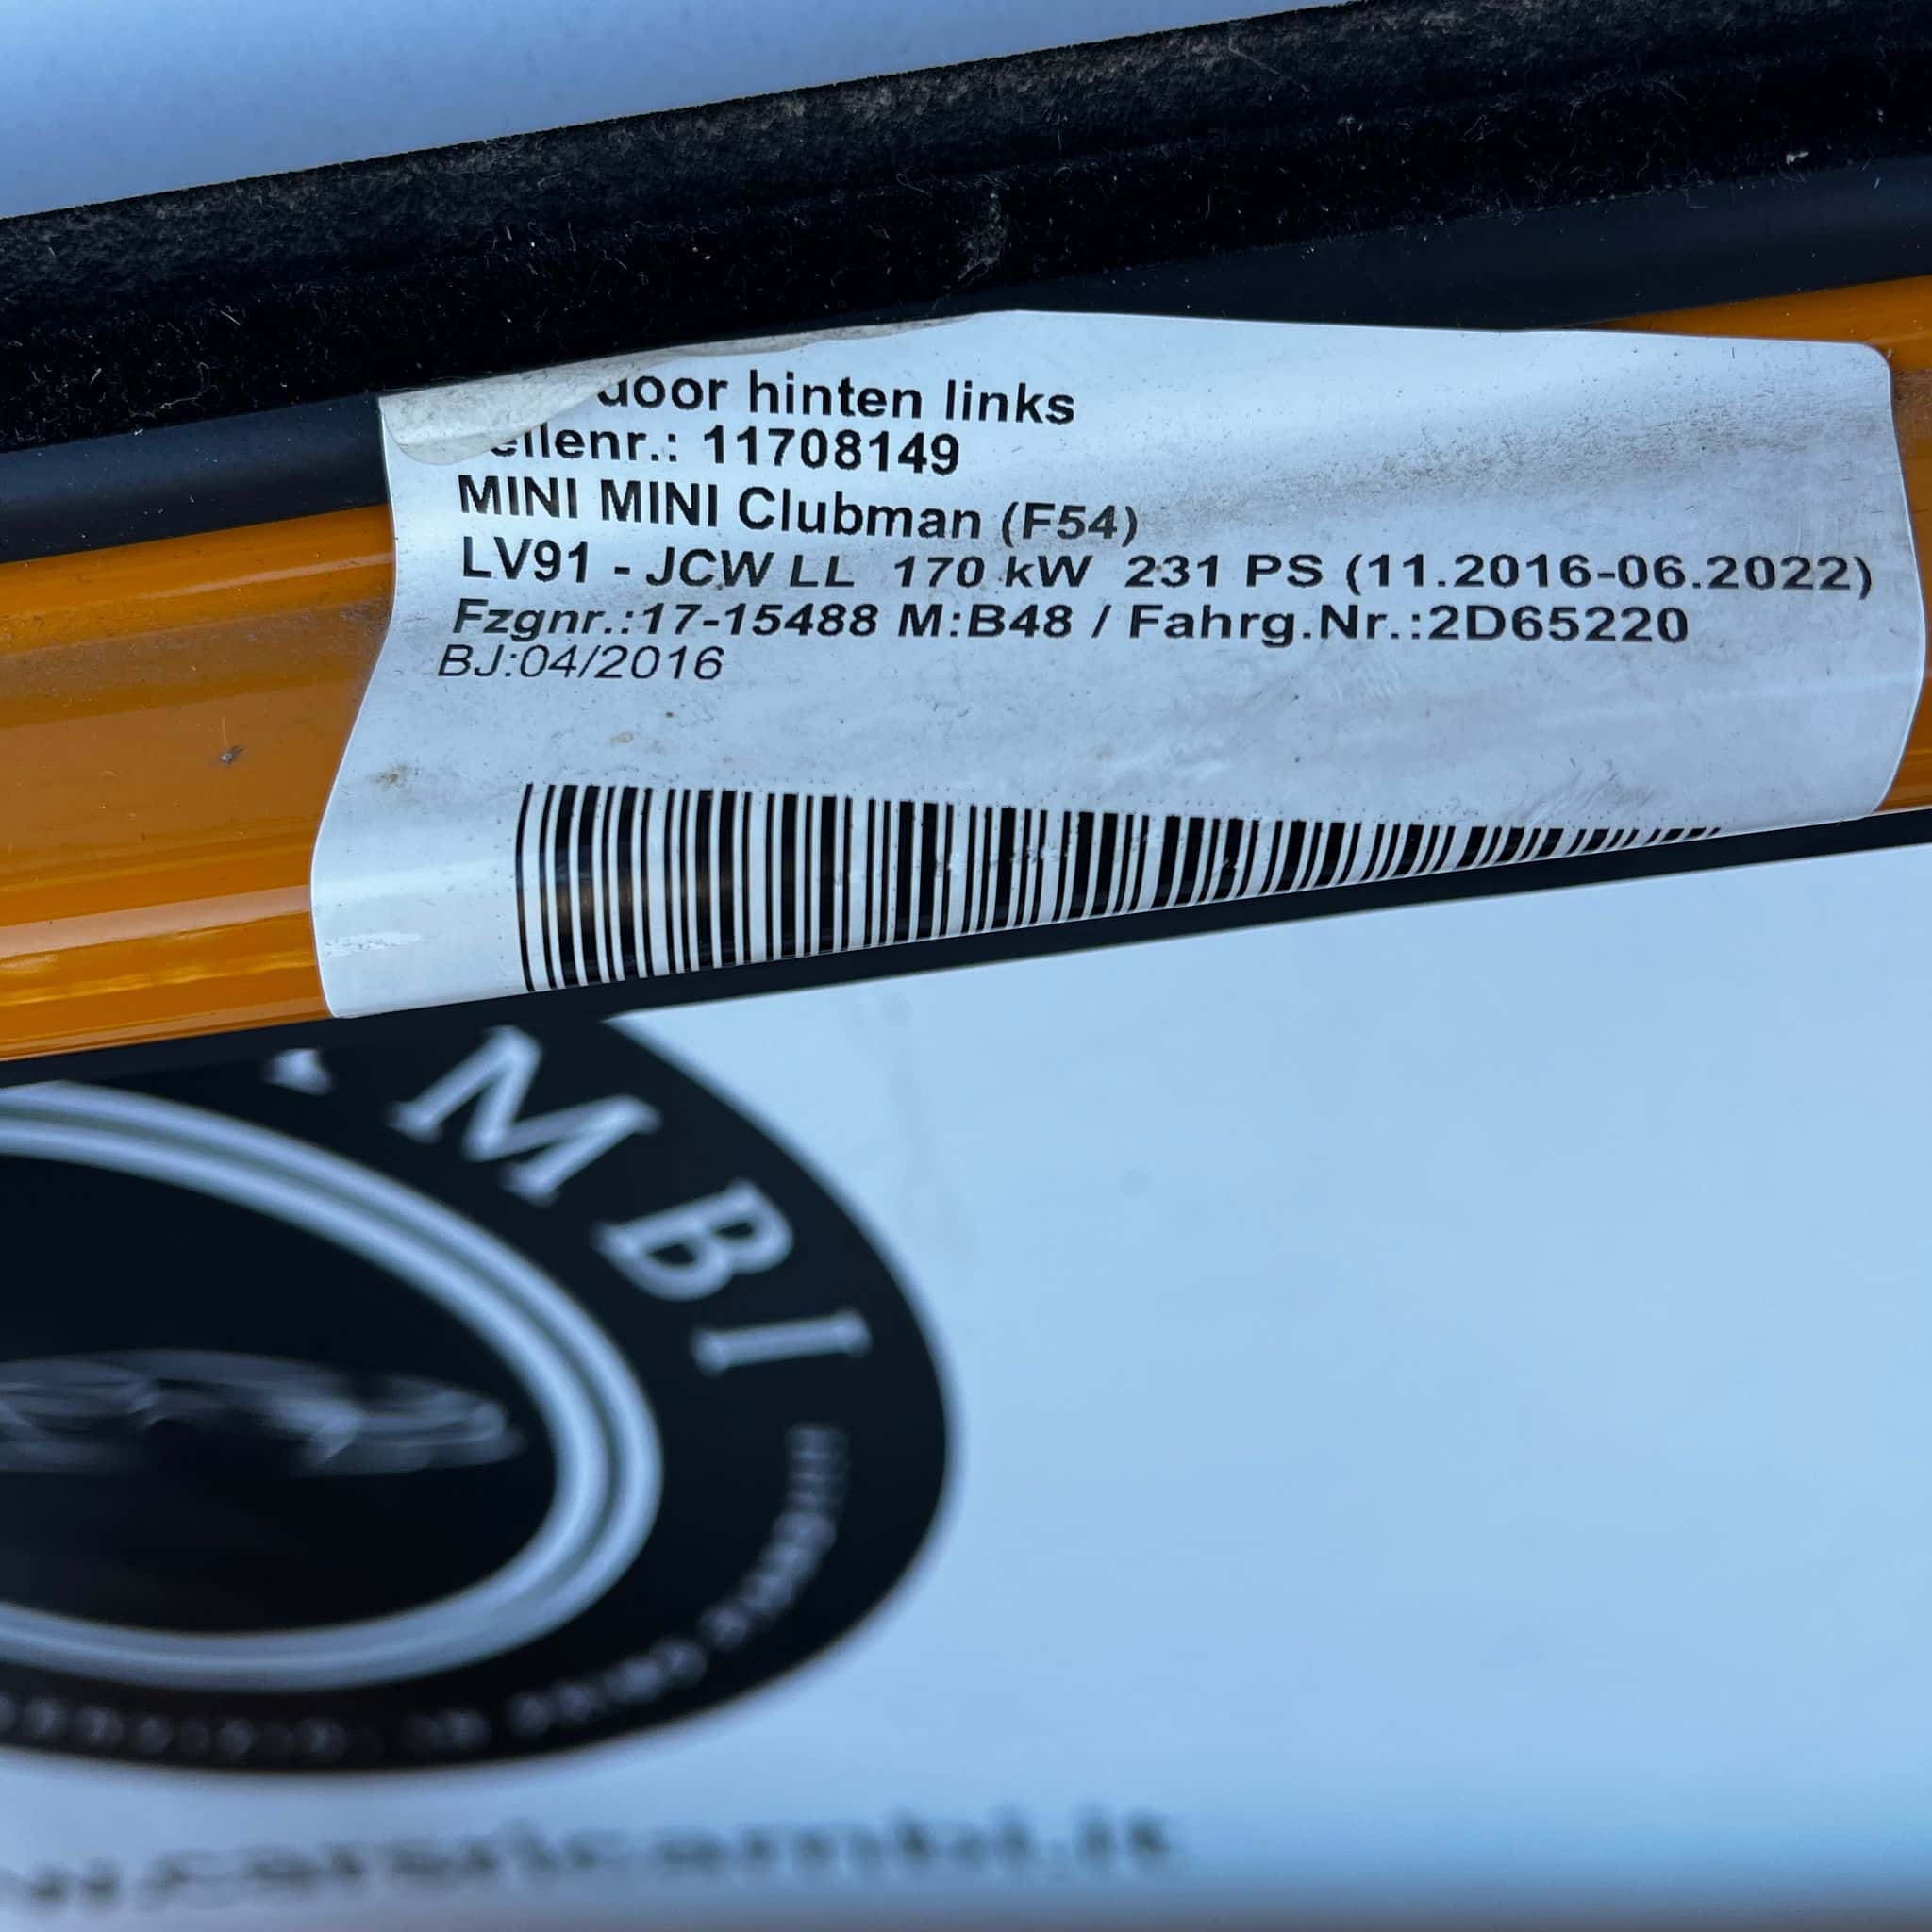 door hinten links
11708149
MINI MINI Clubman (F54)
LV91 - JCW LL 170 kW 231 PS (11.2016-06.2022)
Fzgnr.:17-15488 M:B48 / Fahrg.Nr.:2D65220
BJ:04/2016
MBI